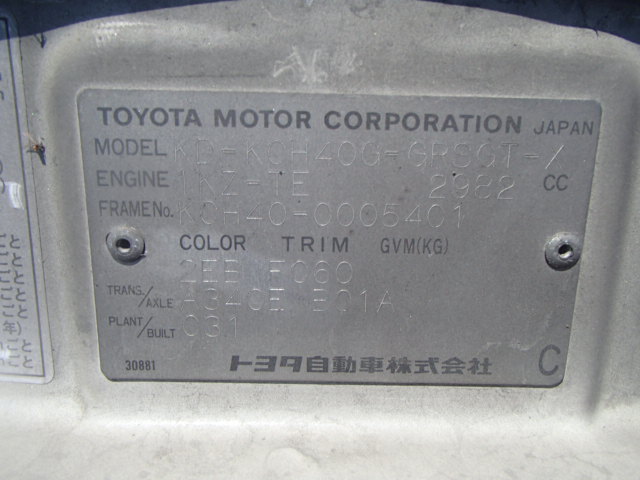 TOYOTA MOTOR CORPORATION JAPAN
MODEL KD-KCH40G-GRSGT-X
ENGINE 1KZ-TE 2982 CC
FRAME No. KCH40-0005401
COLOR TRIM GVM(KG)
2EB FC60
TRANS./AXLE A340E B01A
PLANT/BUILT C31
30881 トヨタ自動車株式会社 C